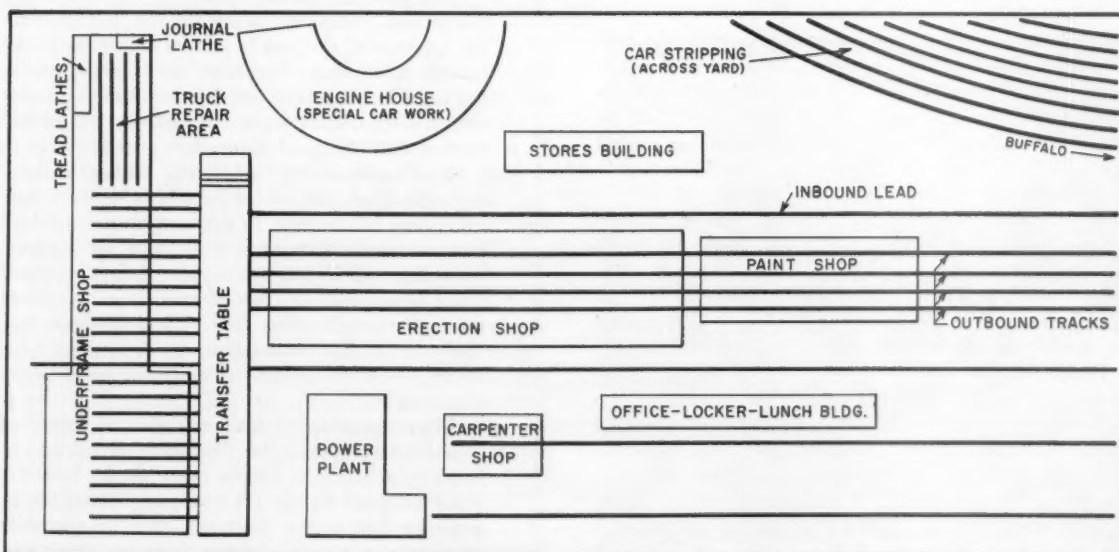 JOURNAL
LATHE
TREAD LATHES
TRUCK
REPAIR
AREA
ENGINE HOUSE
(SPECIAL CAR WORK)
CAR STRIPPING
(ACROSS YARD)
BUFFALO
STORES BUILDING
INBOUND LEAD
UNDERFRAME SHOP
TRANSFER TABLE
PAINT SHOP
ERECTION SHOP
OUTBOUND TRACKS
OFFICE-LOCKER-LUNCH BLDG.
POWER
PLANT
CARPENTER
SHOP